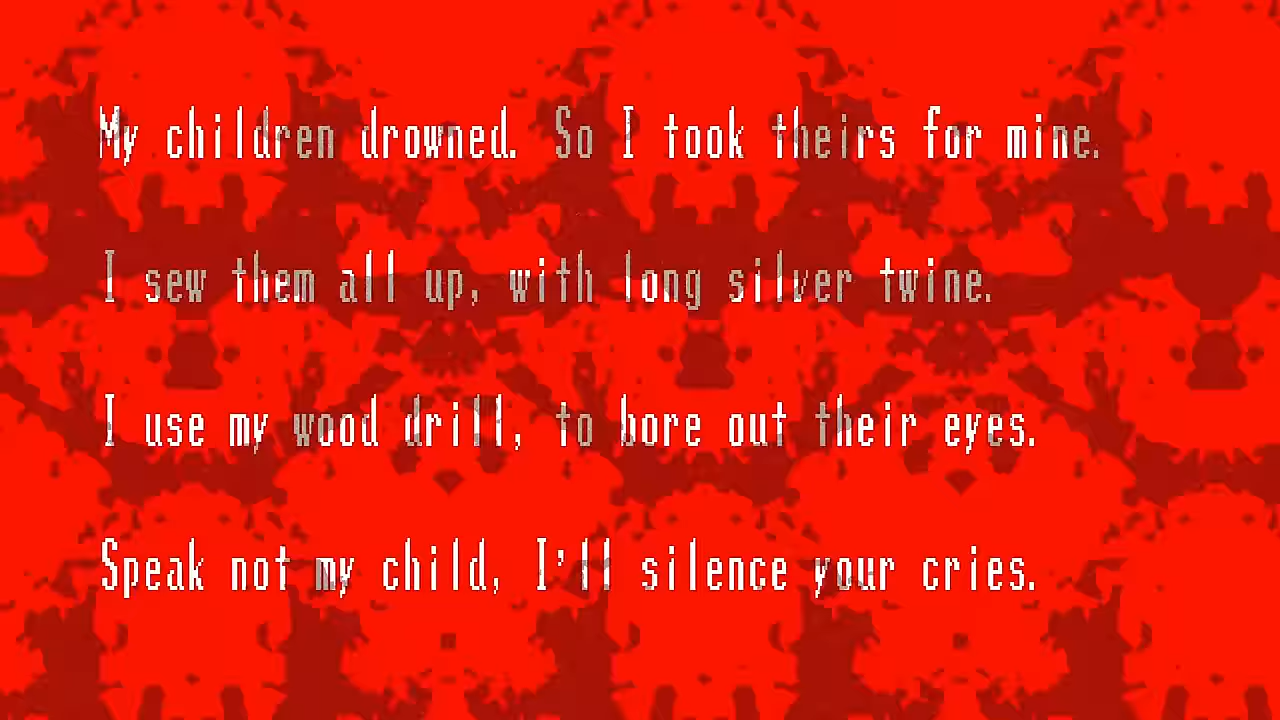 My children drowned. So I took theirs for mine.
I sew them all up, with long silver twine.
I use my wood drill, to bore out their eyes.
Speak not my child, I'll silence your cries.